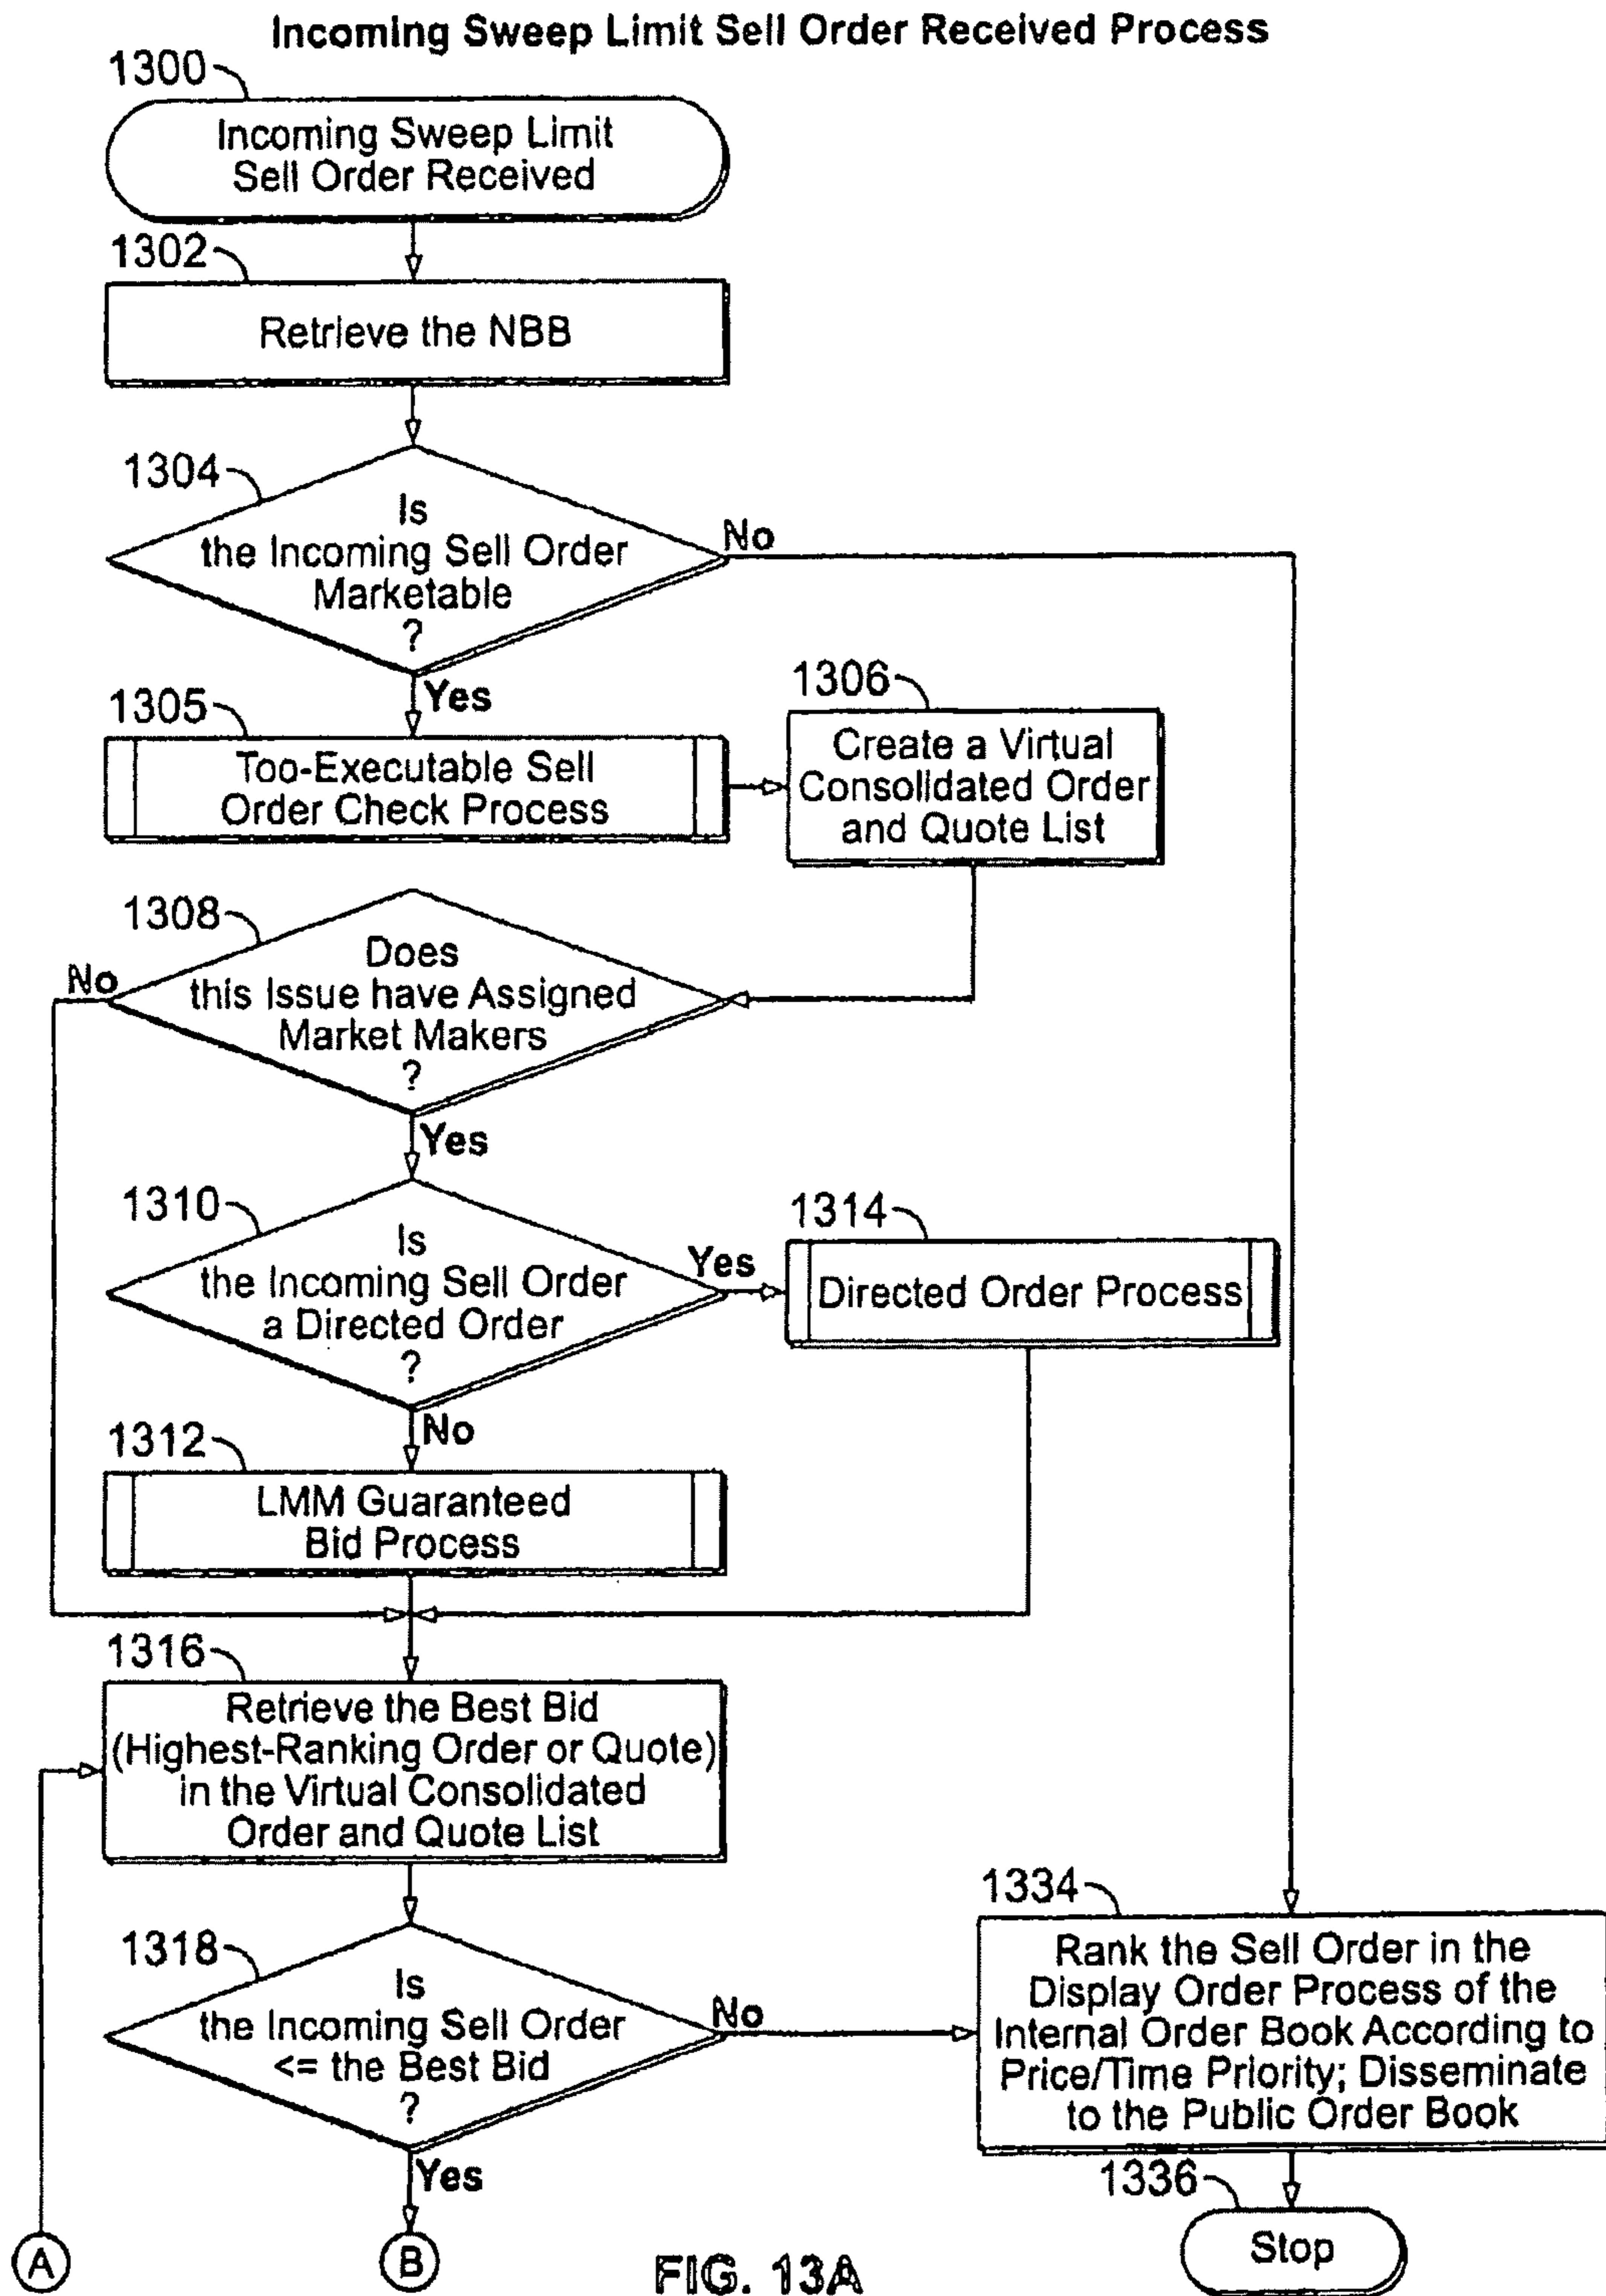 Incoming Sweep Limit Sell Order Received Process
1300
Incoming Sweep Limit
Sell Order Received
1302
Retrieve the NBB
1304
Is
the Incoming Sell Order
Marketable
?
No
Yes
1305
Too-Executable Sell
Order Check Process
1306
Create a Virtual
Consolidated Order
and Quote List
1308
Does
this Issue have Assigned
Market Makers
?
No
Yes
1310
Is
the Incoming Sell Order
a Directed Order
?
Yes
1314
Directed Order Process
No
1312
LMM Guaranteed
Bid Process
1316
Retrieve the Best Bid
(Highest-Ranking Order or Quote)
in the Virtual Consolidated
Order and Quote List
1318
Is
the Incoming Sell Order
<= the Best Bid
?
No
1334
Rank the Sell Order in the
Display Order Process of the
Internal Order Book According to
Price/Time Priority; Disseminate
to the Public Order Book
Yes
1336
Stop
A
B
FIG. 13A